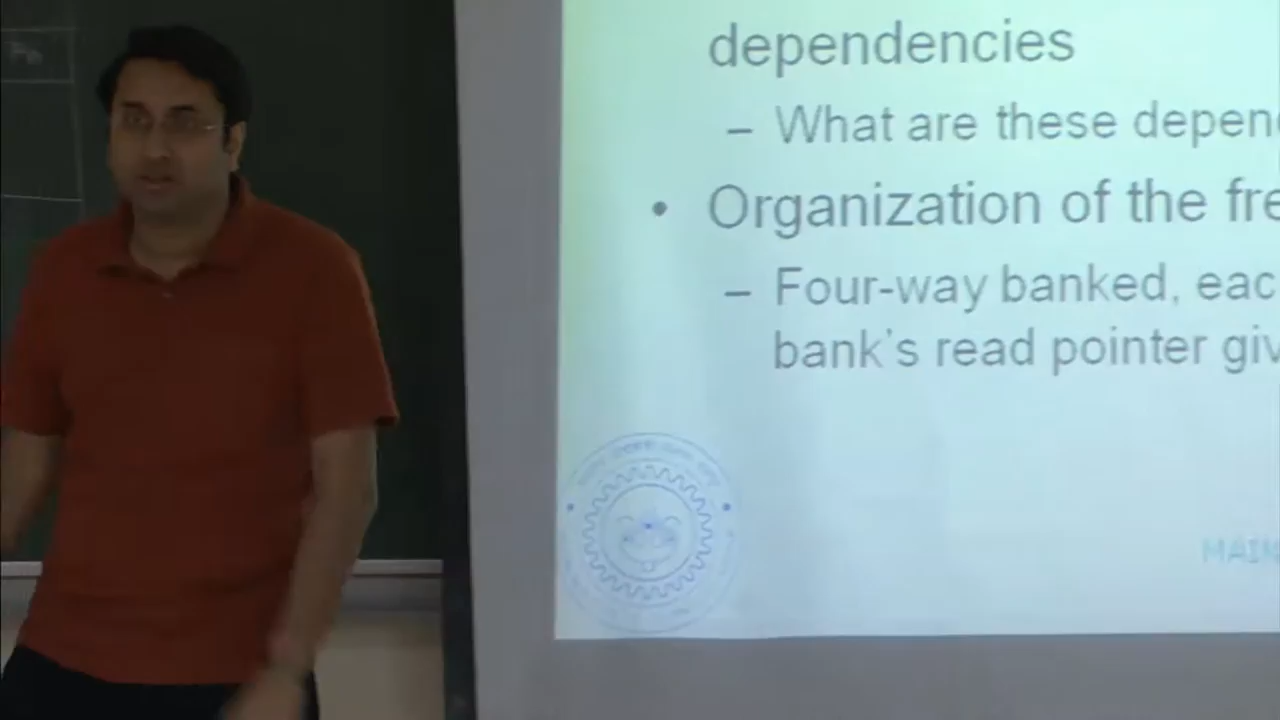 dependencies
– What are these depen
• Organization of the fre
– Four-way banked, eac
bank's read pointer giv
MAIN